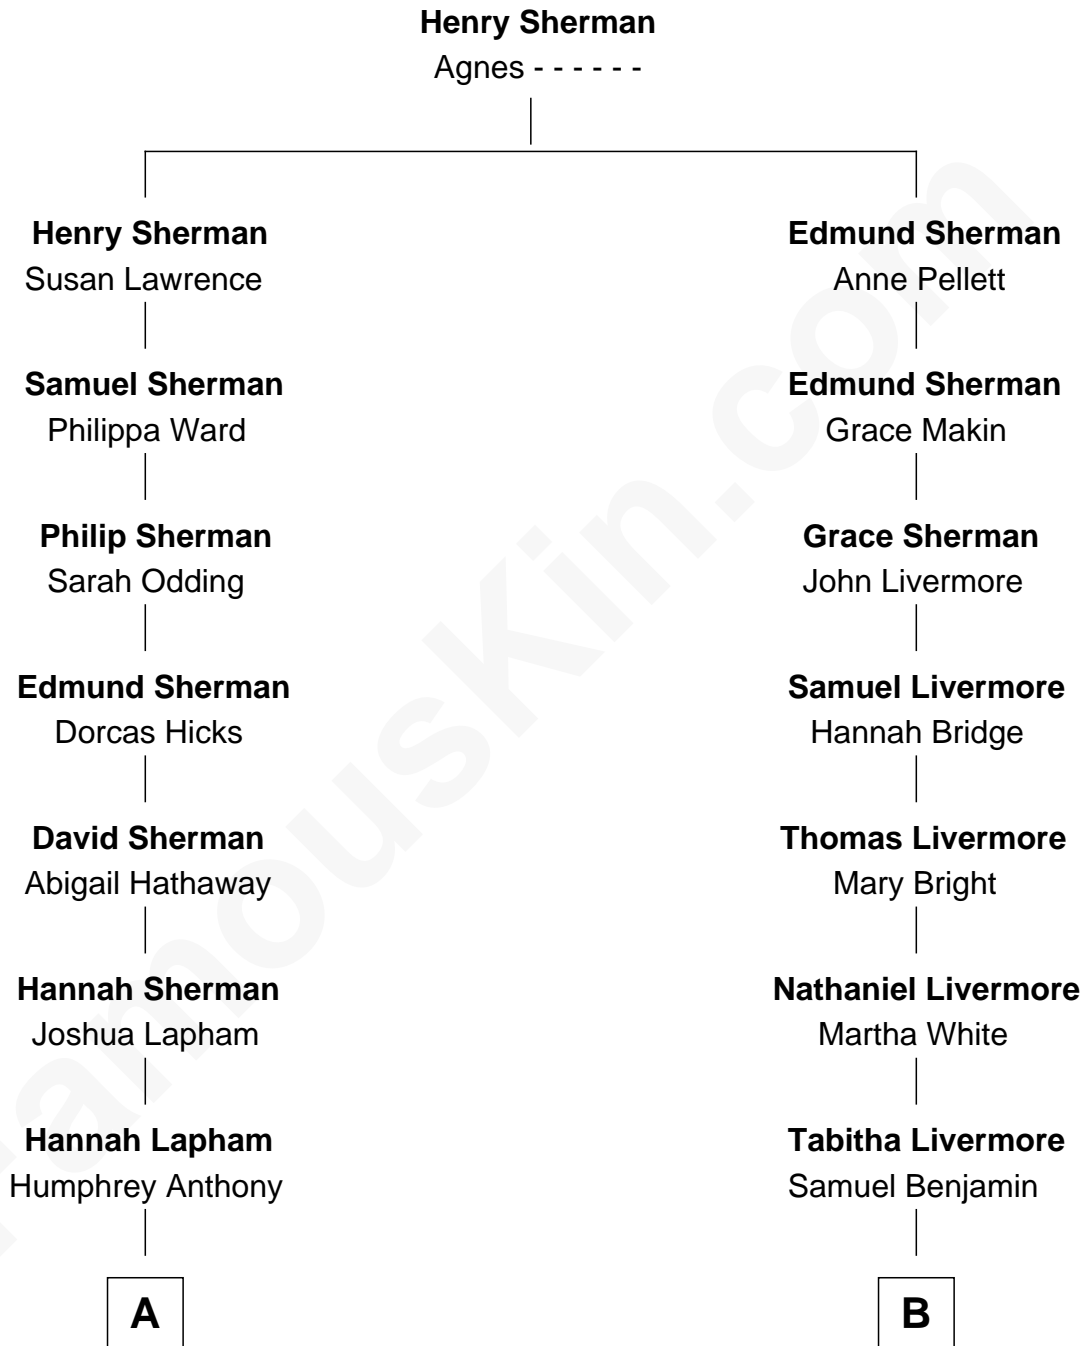 Henry Sherman
Agnes - - - - - -
Henry Sherman
Susan Lawrence
Samuel Sherman
Philippa Ward
Philip Sherman
Sarah Odding
Edmund Sherman
Dorcas Hicks
David Sherman
Abigail Hathaway
Hannah Sherman
Joshua Lapham
Hannah Lapham
Humphrey Anthony
A
Edmund Sherman
Anne Pellett
Edmund Sherman
Grace Makin
Grace Sherman
John Livermore
Samuel Livermore
Hannah Bridge
Thomas Livermore
Mary Bright
Nathaniel Livermore
Martha White
Tabitha Livermore
Samuel Benjamin
B
FamousKin.com